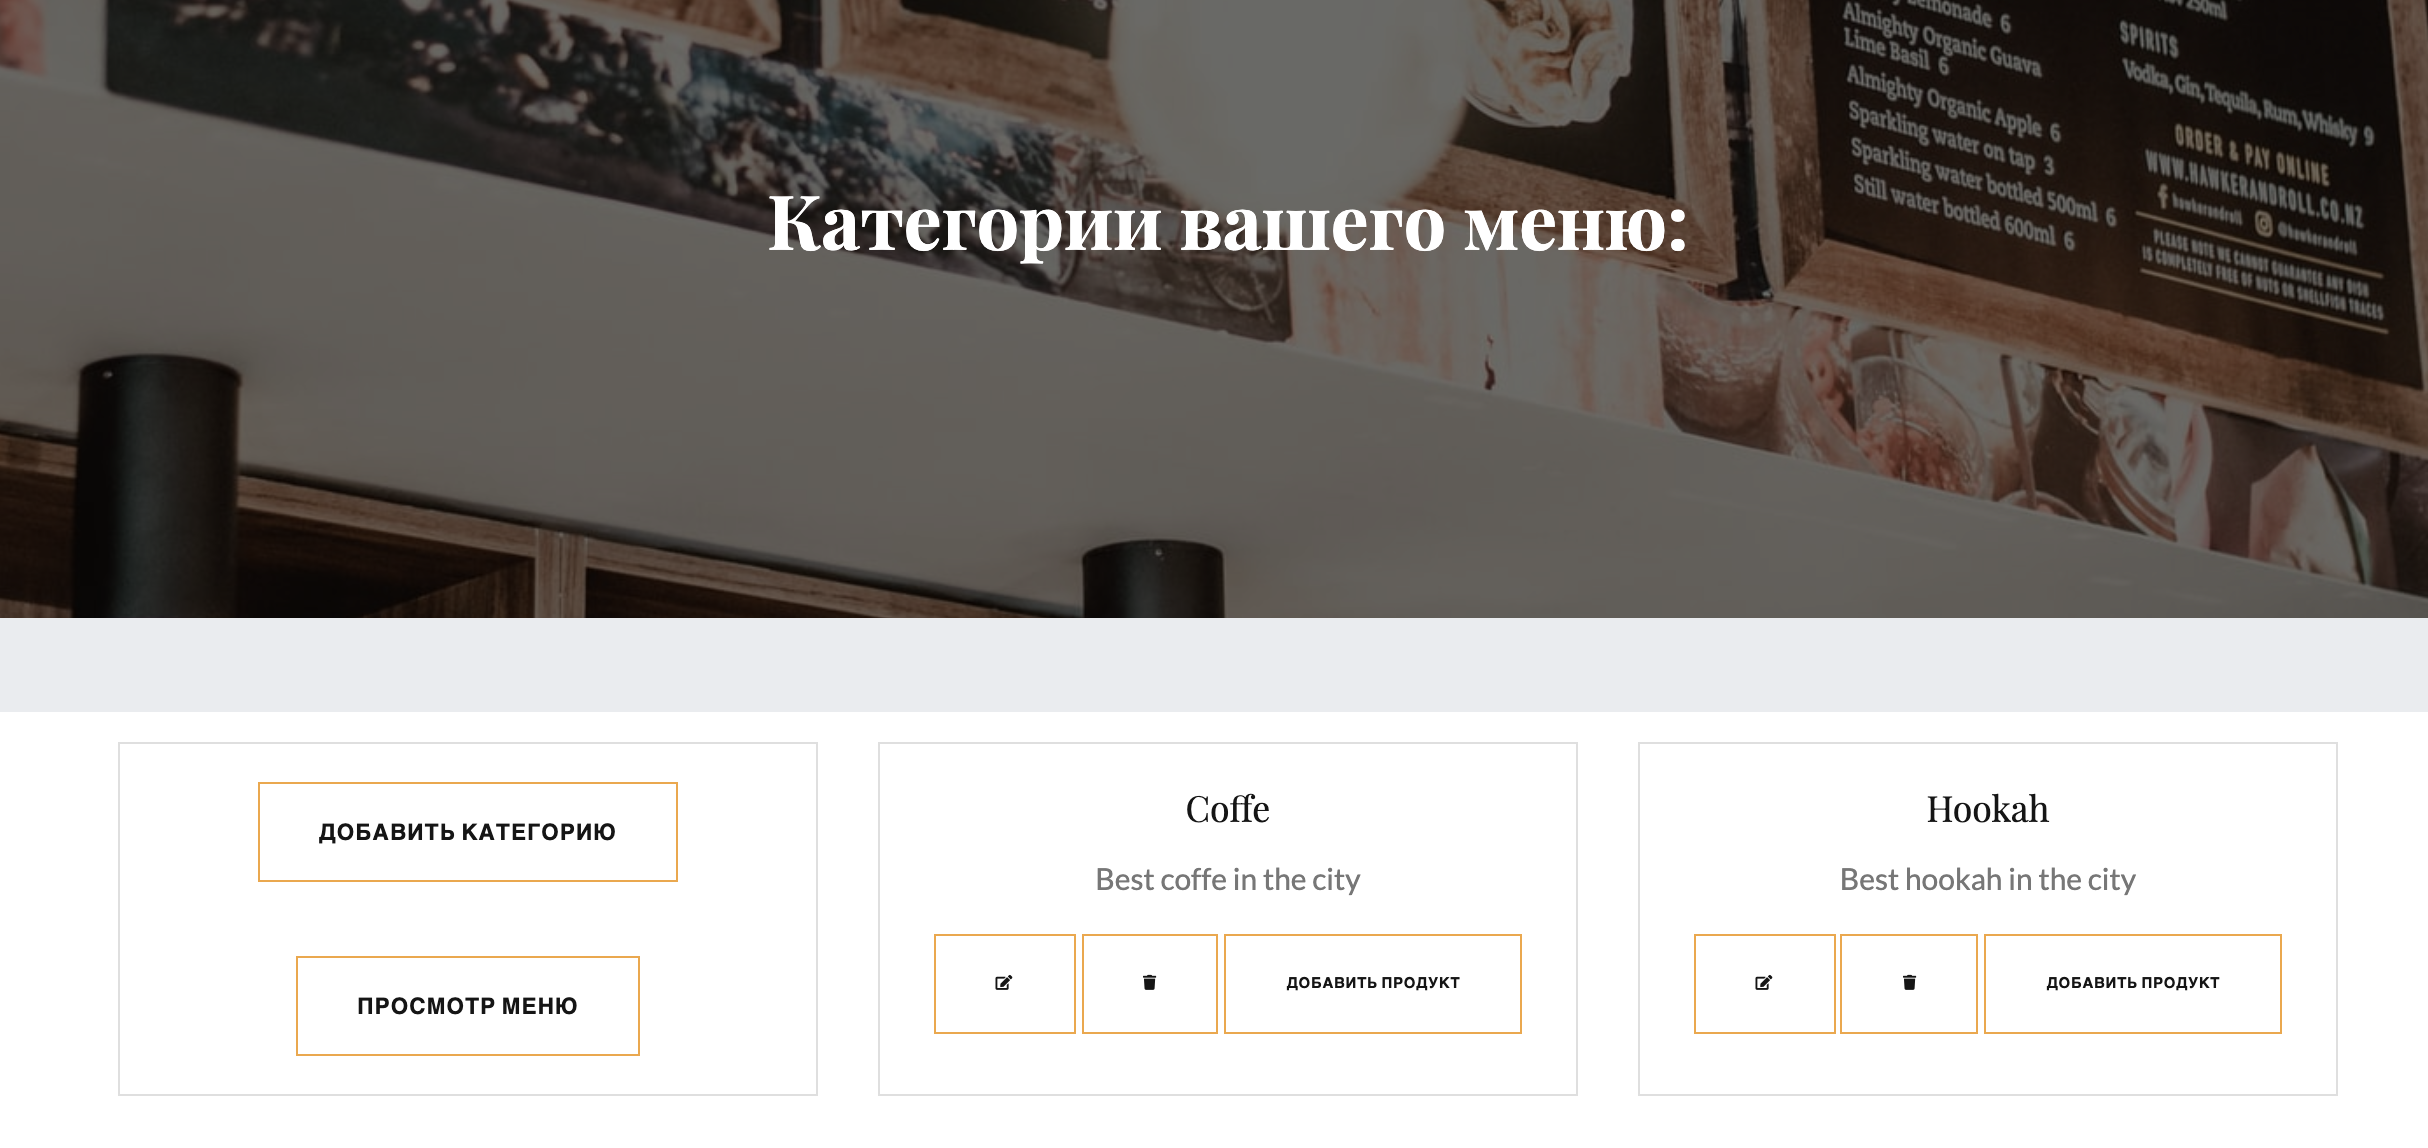 Lemonade 6
Almighty Organic Guava
Lime Basil 6
Almighty Organic Apple 6
Sparkling water on tap 3
Sparkling water bottled 500ml 6
Still water bottled 600ml 6
250ml
SPIRITS
Vodka, Gin, Tequila, Rum, Whisky 9
ORDER & PAY ONLINE
WWW.HAWKERANDROLL.CO.NZ
hawkerandroll @hawkerandroll
PLEASE NOTE WE CANNOT GUARANTEE ANY DISH
IS COMPLETELY FREE OF NUTS OR SHELLFISH TRACES
Категории вашего меню:
ДОБАВИТЬ КАТЕГОРИЮ
ПРОСМОТР МЕНЮ
Coffe
Best coffe in the city
ДОБАВИТЬ ПРОДУКТ
Hookah
Best hookah in the city
ДОБАВИТЬ ПРОДУКТ